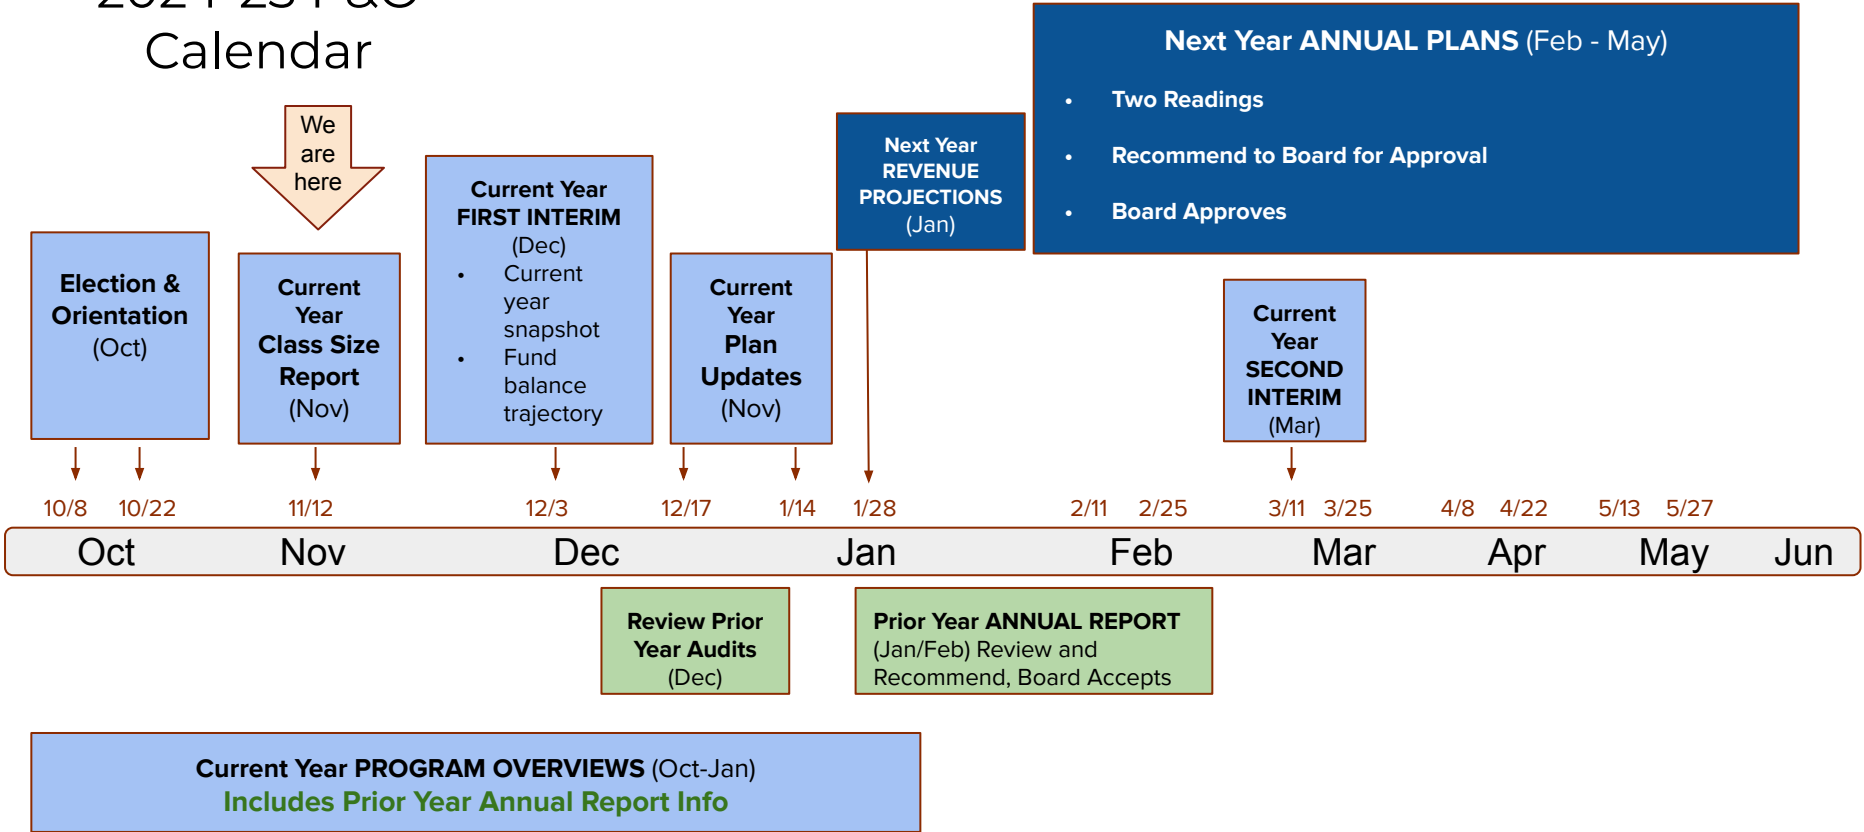 Calendar
We
are
here
Election &
Orientation
(Oct)
Current
Year
Class Size
Report
(Nov)
Current Year
FIRST INTERIM
(Dec)
• Current
year
snapshot
• Fund
balance
trajectory
Current
Year
Plan
Updates
(Nov)
Next Year
REVENUE
PROJECTIONS
(Jan)
Next Year ANNUAL PLANS (Feb - May)
• Two Readings
• Recommend to Board for Approval
• Board Approves
Current
Year
SECOND
INTERIM
(Mar)
10/8 10/22 11/12 12/3 12/17 1/14 1/28 2/11 2/25 3/11 3/25 4/8 4/22 5/13 5/27
Oct Nov Dec Jan Feb Mar Apr May Jun
Review Prior
Year Audits
(Dec)
Prior Year ANNUAL REPORT
(Jan/Feb) Review and
Recommend, Board Accepts
Current Year PROGRAM OVERVIEWS (Oct-Jan)
Includes Prior Year Annual Report Info